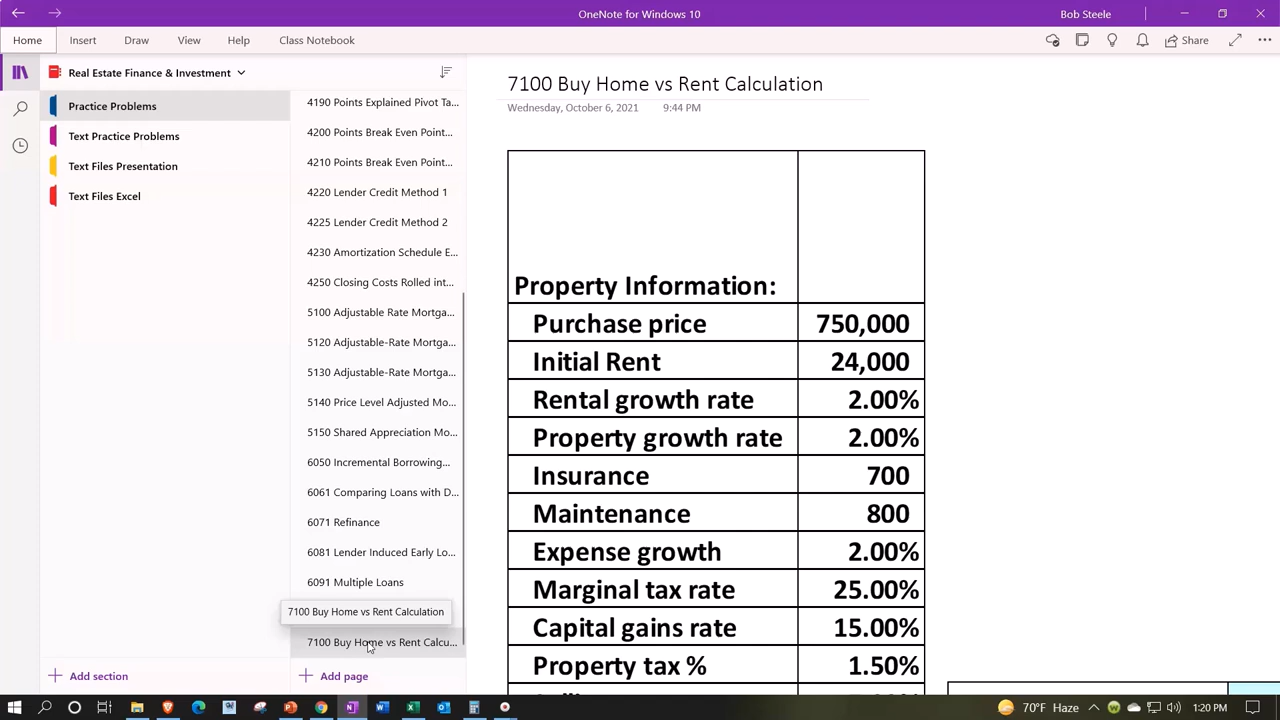 OneNote for Windows 10
Bob Steele
Home
Insert
Draw
View
Help
Class Notebook
Share
Real Estate Finance & Investment
Practice Problems
Text Practice Problems
Text Files Presentation
Text Files Excel
Add section
4190 Points Explained Pivot Ta...
4200 Points Break Even Point...
4210 Points Break Even Point...
4220 Lender Credit Method 1
4225 Lender Credit Method 2
4230 Amortization Schedule E...
4250 Closing Costs Rolled int...
5100 Adjustable Rate Mortga...
5120 Adjustable-Rate Mortga...
5130 Adjustable-Rate Mortga...
5140 Price Level Adjusted Mo...
5150 Shared Appreciation Mo...
6050 Incremental Borrowing...
6061 Comparing Loans with D...
6071 Refinance
6081 Lender Induced Early Lo...
6091 Multiple Loans
7100 Buy Home vs Rent Calculation
7100 Buy Home vs Rent Calcu...
Add page
7100 Buy Home vs Rent Calculation
Wednesday, October 6, 2021 9:44 PM
Property Information:
Purchase price 750,000
Initial Rent 24,000
Rental growth rate 2.00%
Property growth rate 2.00%
Insurance 700
Maintenance 800
Expense growth 2.00%
Marginal tax rate 25.00%
Capital gains rate 15.00%
Property tax % 1.50%
70°F Haze
1:20 PM